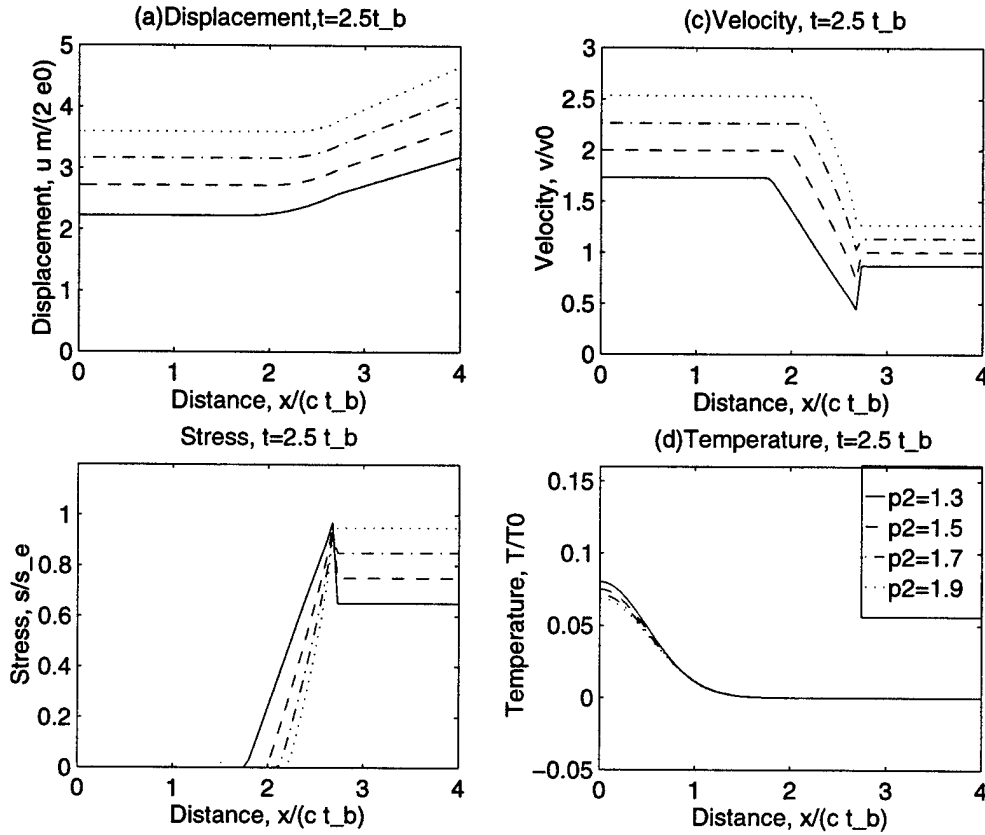 (a)Displacement,t=2.5t_b
Displacement, u m/(2 e0)
5
4
3
2
1
0
0 1 2 3 4
Distance, x/(c t_b)
(c)Velocity, t=2.5 t_b
Velocity, v/v0
3
2.5
2
1.5
1
0.5
0
0 1 2 3 4
Distance, x/(c t_b)
Stress, t=2.5 t_b
Stress, s/s_e
1
0.8
0.6
0.4
0.2
0
0 1 2 3 4
Distance, x/(c t_b)
(d)Temperature, t=2.5 t_b
Temperature, T/T0
0.15
0.1
0.05
0
−0.05
0 1 2 3 4
Distance, x/(c t_b)
p2=1.3
p2=1.5
p2=1.7
p2=1.9